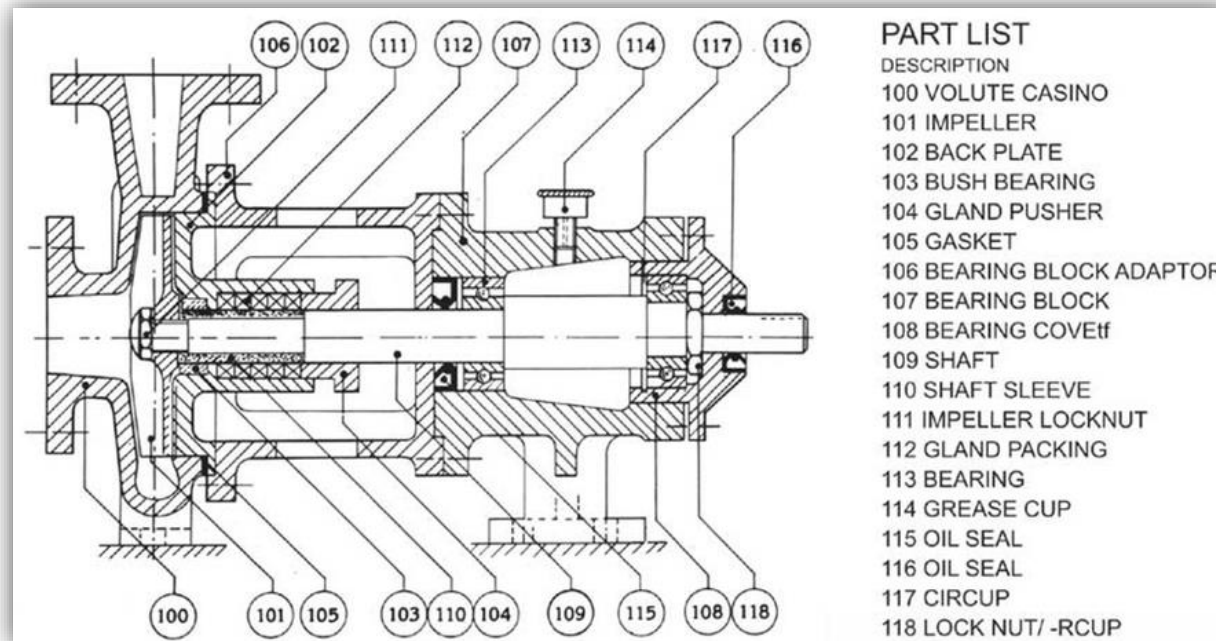 106 102 111 112 107 113 114 117 116
PART LIST
DESCRIPTION
100 VOLUTE CASINO
101 IMPELLER
102 BACK PLATE
103 BUSH BEARING
104 GLAND PUSHER
105 GASKET
106 BEARING BLOCK ADAPTOR
107 BEARING BLOCK
108 BEARING COVEtf
109 SHAFT
110 SHAFT SLEEVE
111 IMPELLER LOCKNUT
112 GLAND PACKING
113 BEARING
114 GREASE CUP
115 OIL SEAL
116 OIL SEAL
117 CIRCUP
118 LOCK NUT/ -RCUP
100 101 105 103 110 104 109 115 108 118